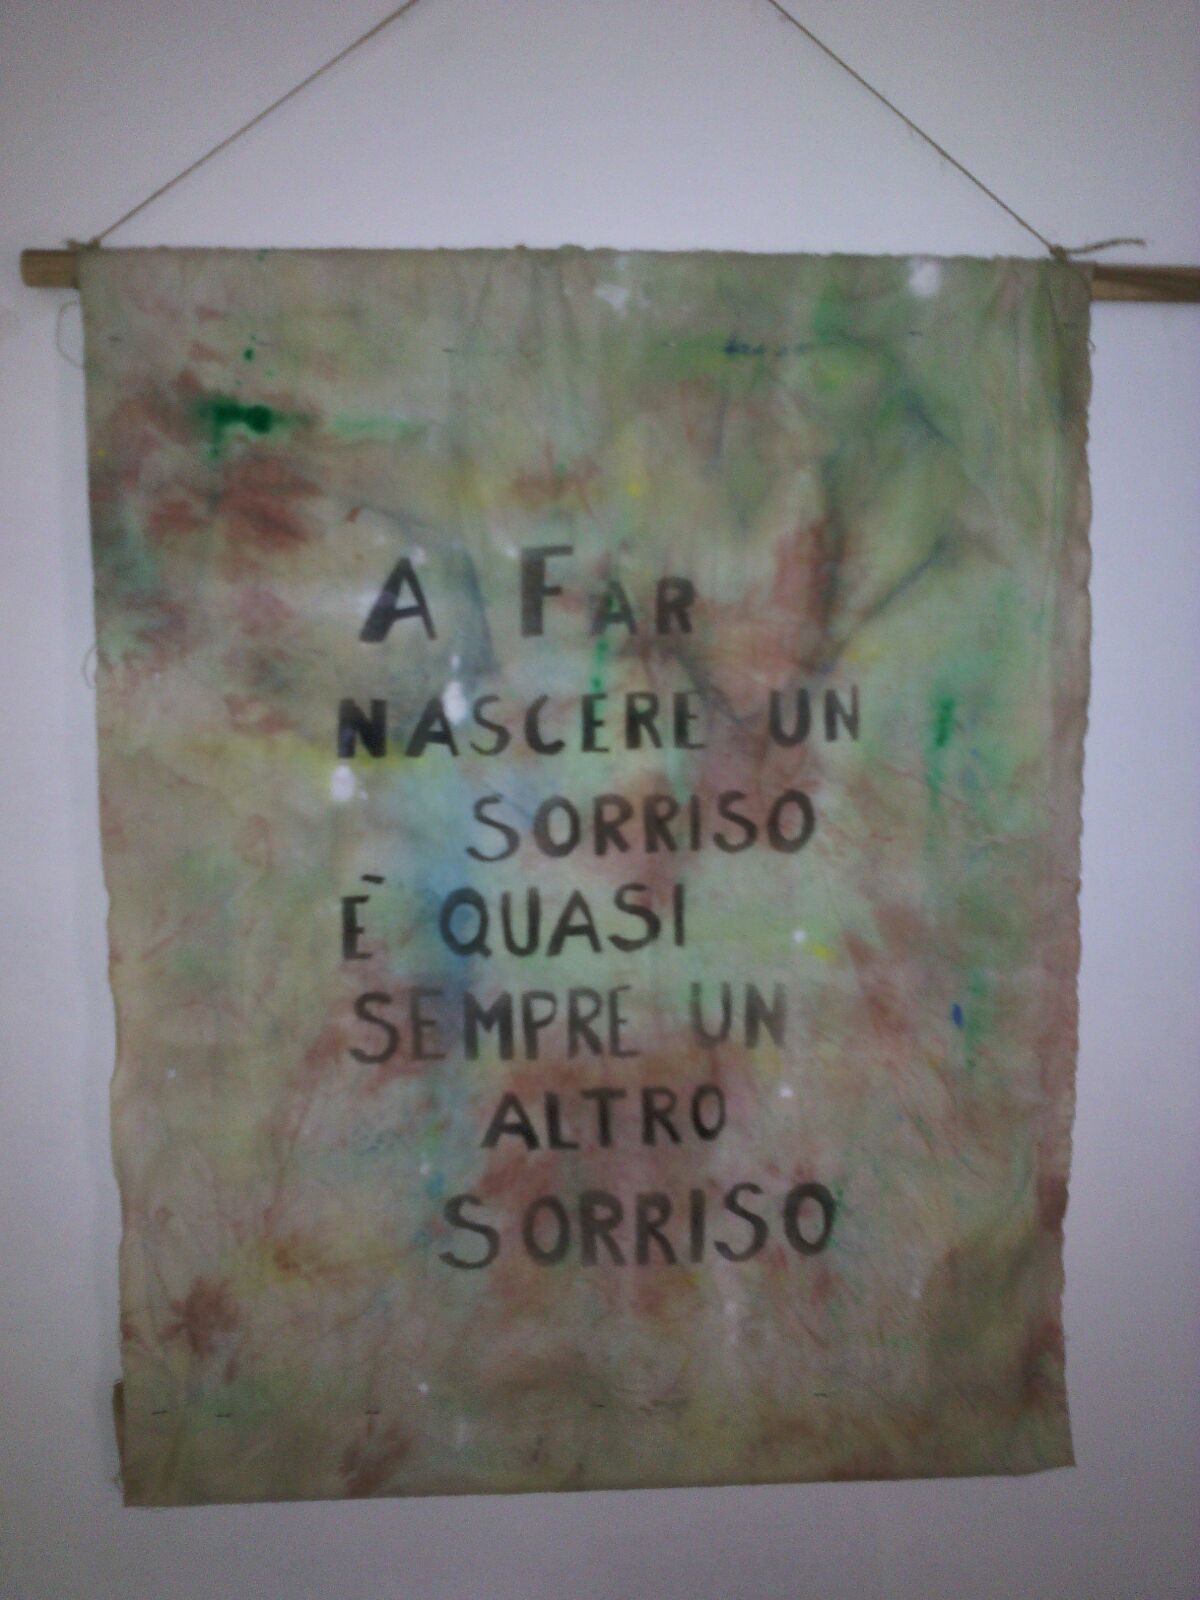 A FAR
NASCERE UN
SORRISO
È QUASI
SEMPRE UN
ALTRO
SORRISO